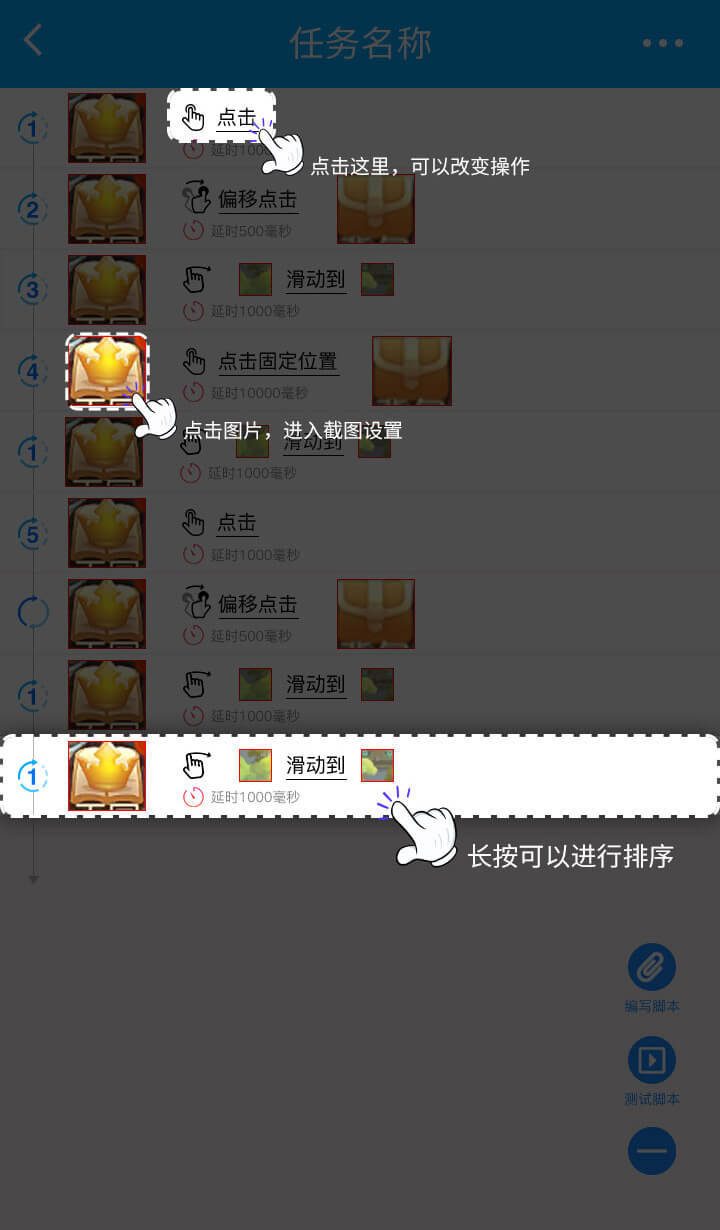 任务名称
1
点击
延时100
点击这里，可以改变操作
2
偏移点击
延时500毫秒
3
滑动到
延时1000毫秒
4
点击固定位置
延时10000毫秒
点击图片，进入截图设置
1
滑动到
延时1000毫秒
5
点击
延时1000毫秒
偏移点击
延时500毫秒
1
滑动到
延时1000毫秒
1
滑动到
延时1000毫秒
长按可以进行排序
编写脚本
测试脚本